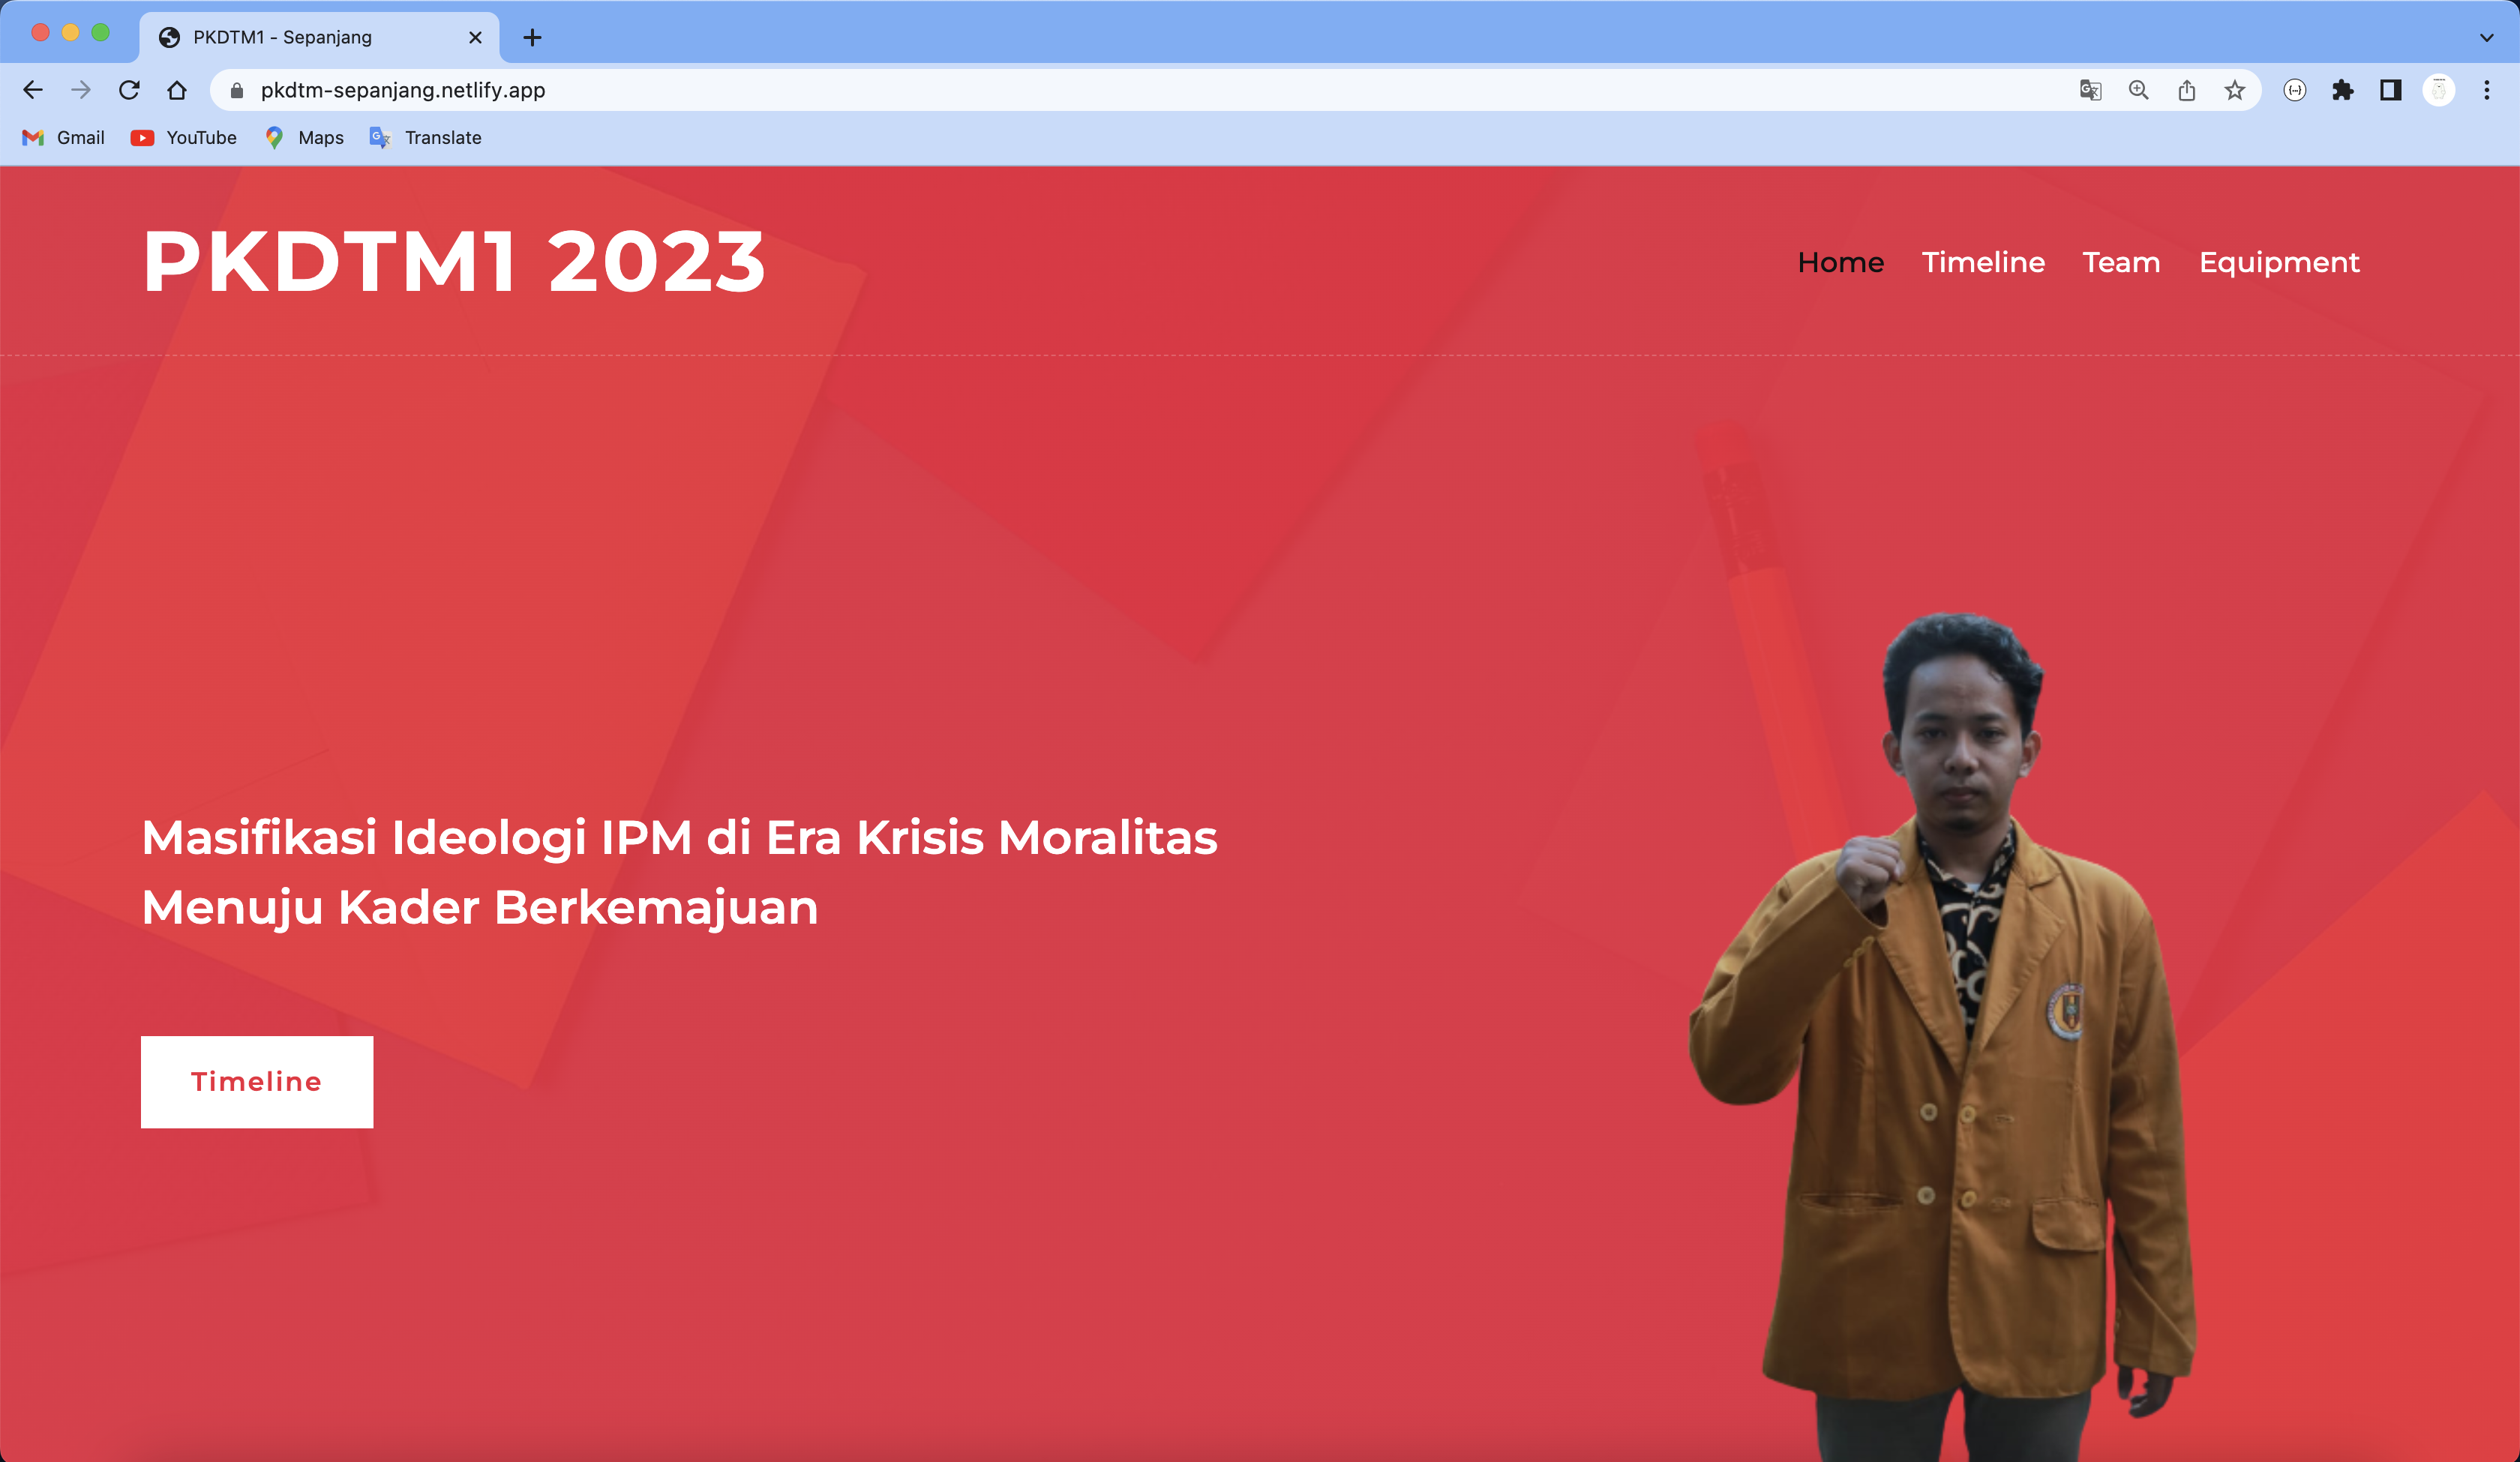 PKDTM1 - Sepanjang
pkdtm-sepanjang.netlify.app
Gmail YouTube Maps Translate
PKDTM1 2023
Home Timeline Team Equipment
Masifikasi Ideologi IPM di Era Krisis Moralitas
Menuju Kader Berkemajuan
Timeline